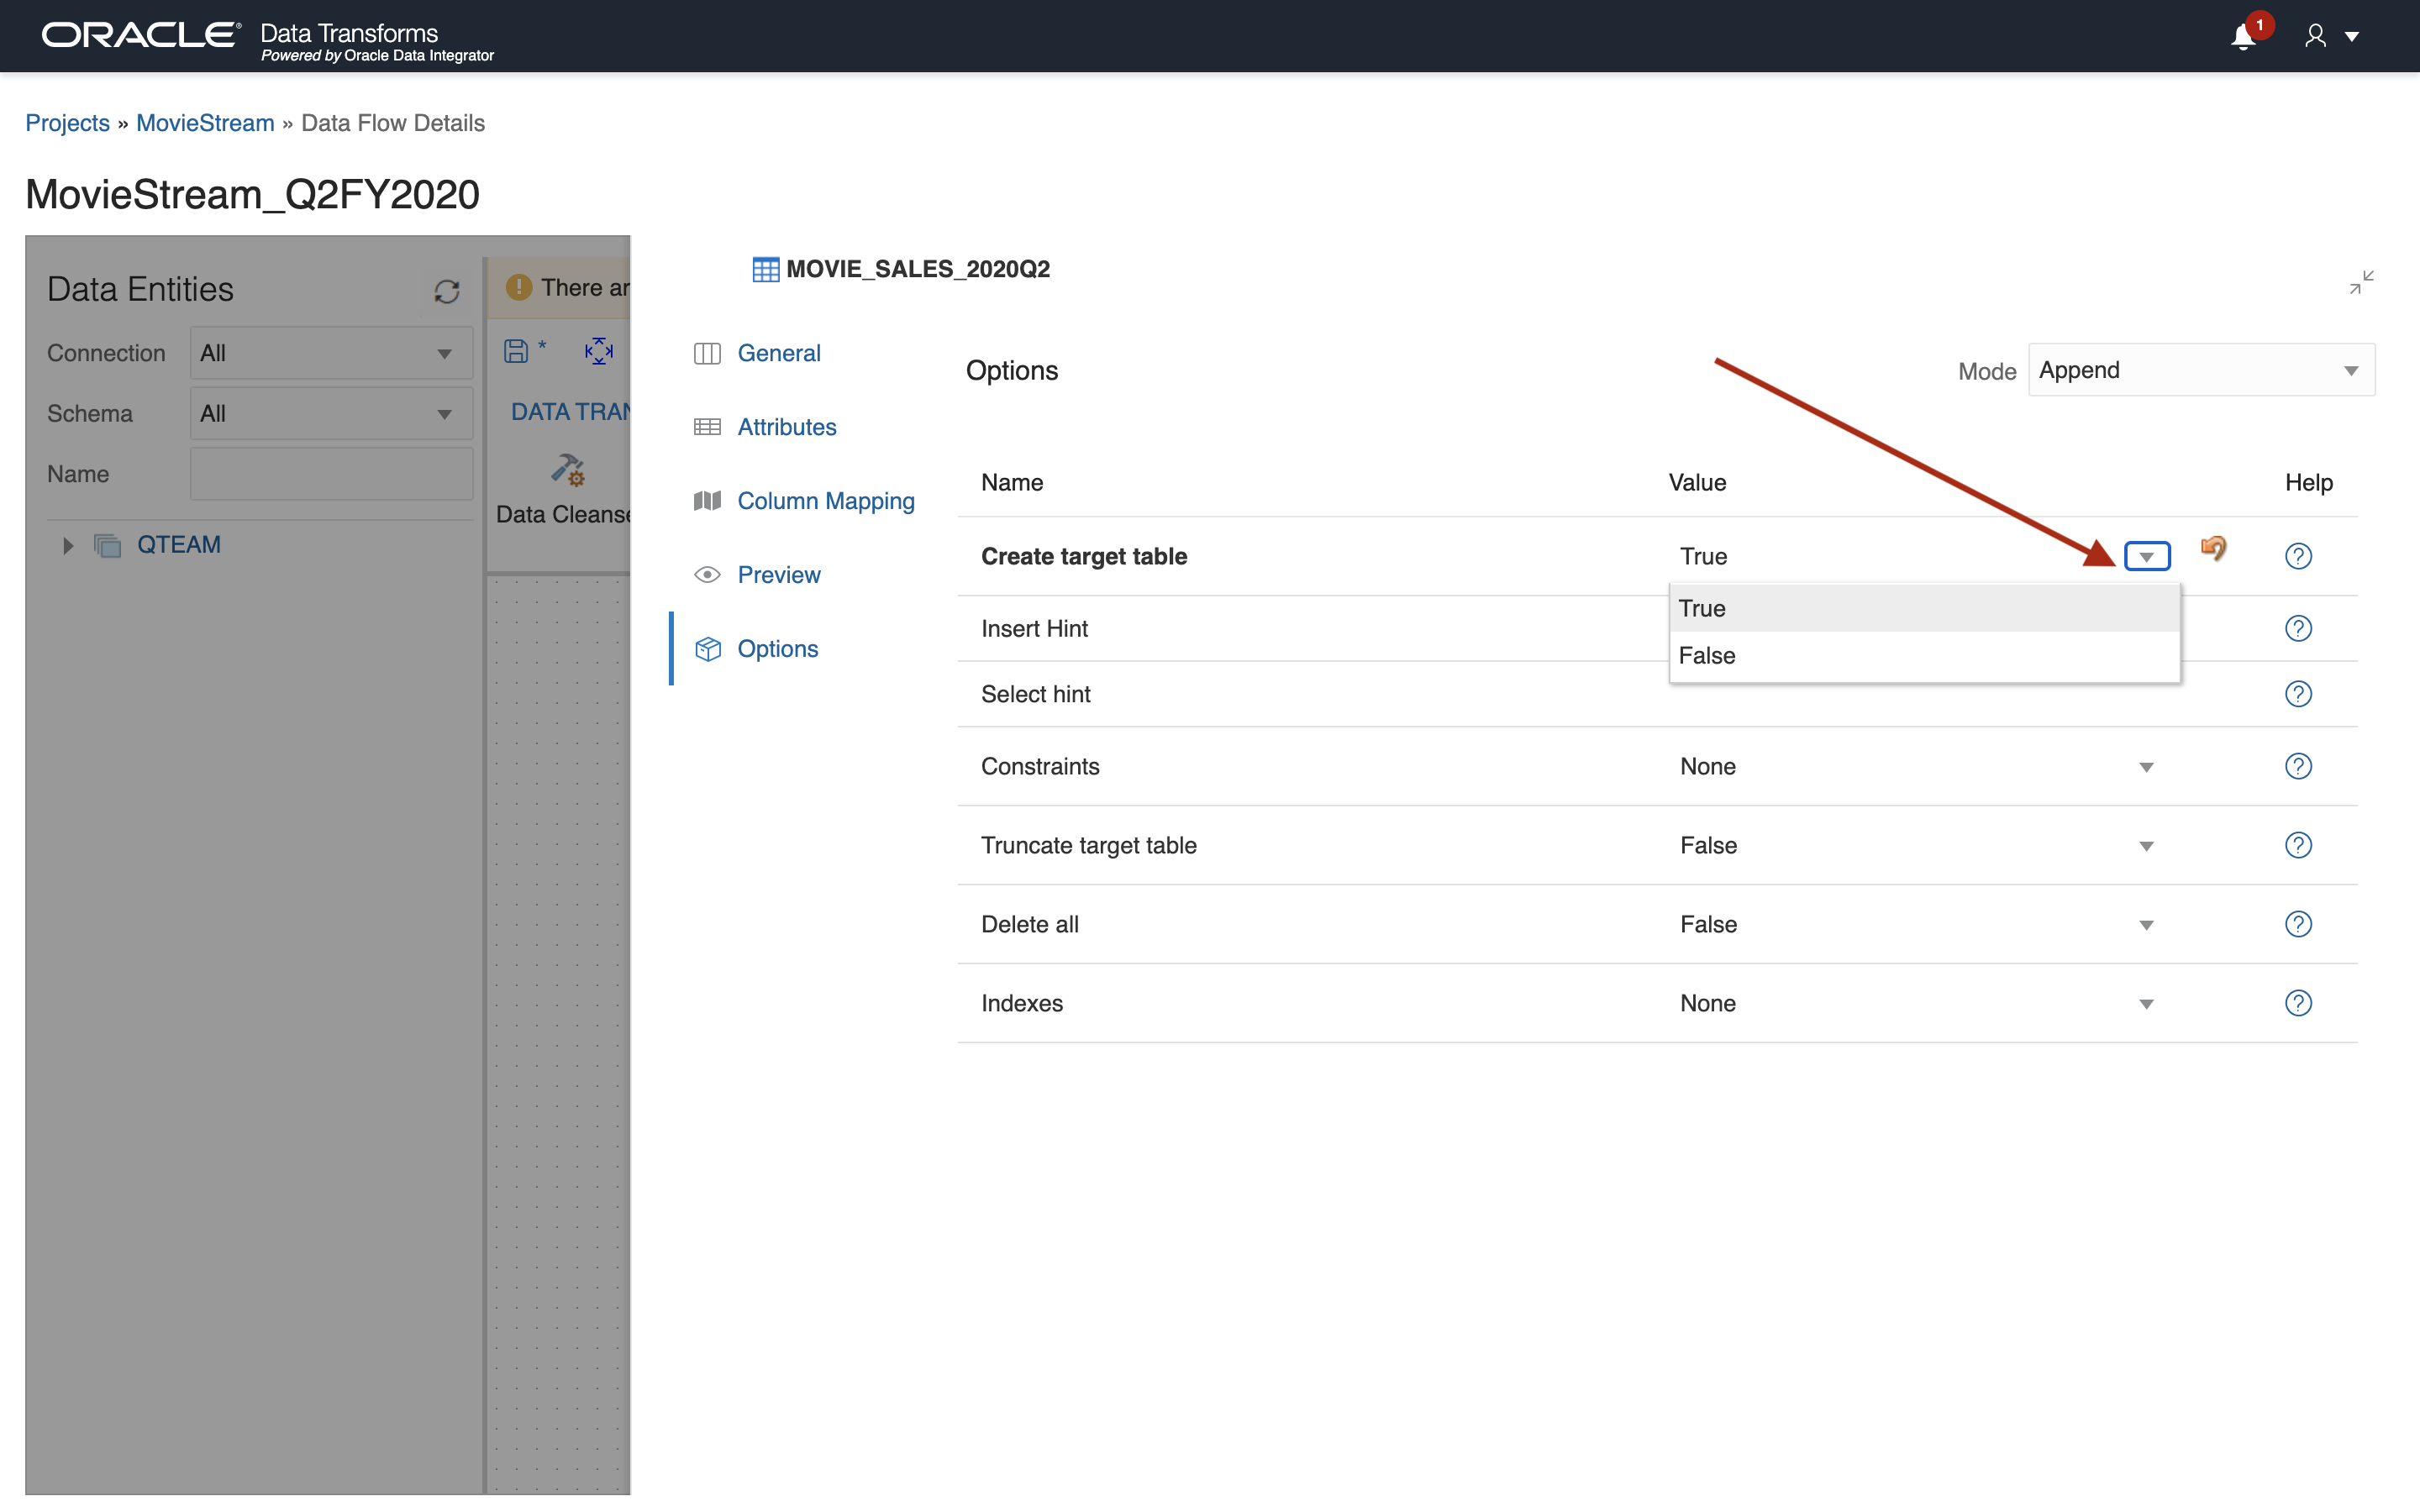 ORACLE® Data Transforms
Powered by Oracle Data Integrator
1
Projects » MovieStream » Data Flow Details
MovieStream_Q2FY2020
Data Entities
Connection All
Schema All
Name
QTEAM
There ar
*
DATA TRAN
Data Cleanse
MOVIE_SALES_2020Q2
General
Attributes
Column Mapping
Preview
Options
Options
Mode Append
Name Value Help
Create target table True ?
True
False
Insert Hint ?
Select hint ?
Constraints None ?
Truncate target table False ?
Delete all False ?
Indexes None ?